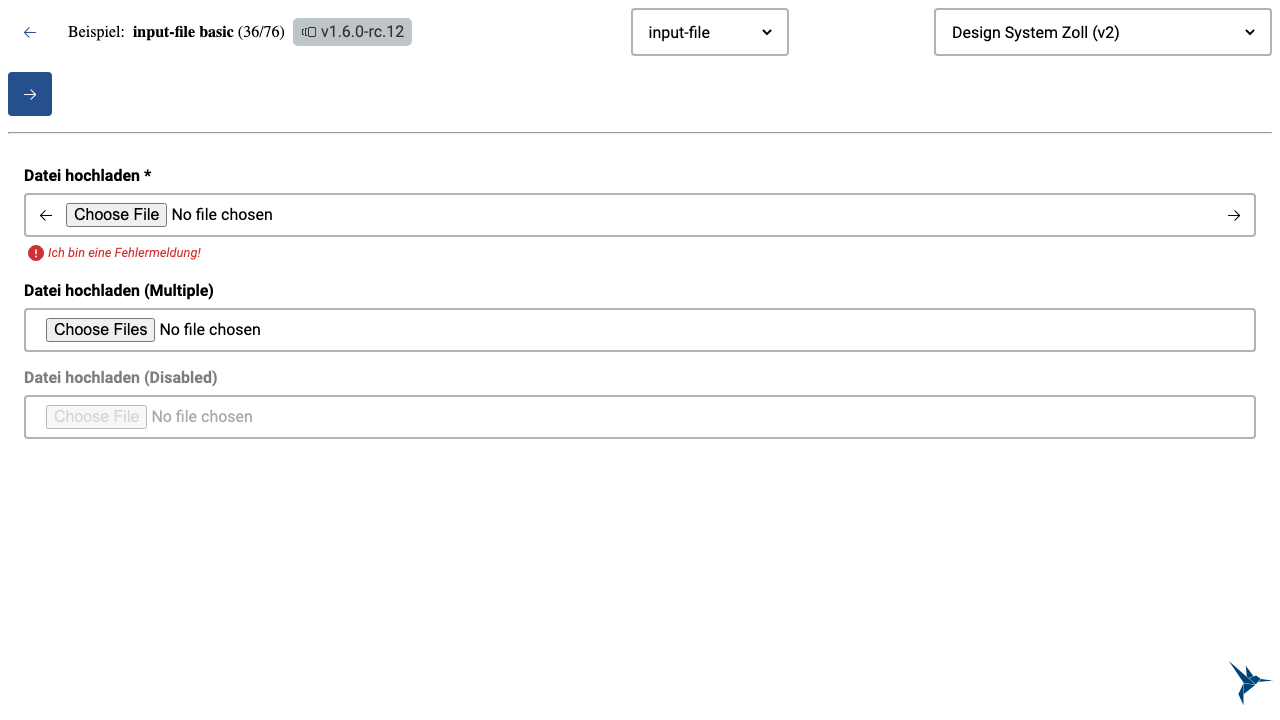 Beispiel: input-file basic (36/76) v1.6.0-rc.12 input-file Design System Zoll (v2)
Datei hochladen *
Choose File No file chosen
Ich bin eine Fehlermeldung!
Datei hochladen (Multiple)
Choose Files No file chosen
Datei hochladen (Disabled)
Choose File No file chosen